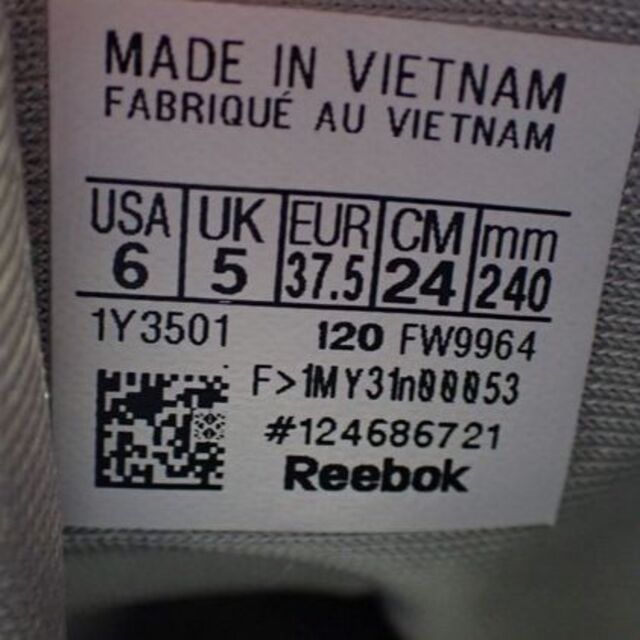 MADE IN VIETNAM
FABRIQUÉ AU VIETNAM
USA UK EUR CM mm
6 5 37.5 24 240
1Y3501 120 FW9964
F>1MY31n00053
#124686721
Reebok